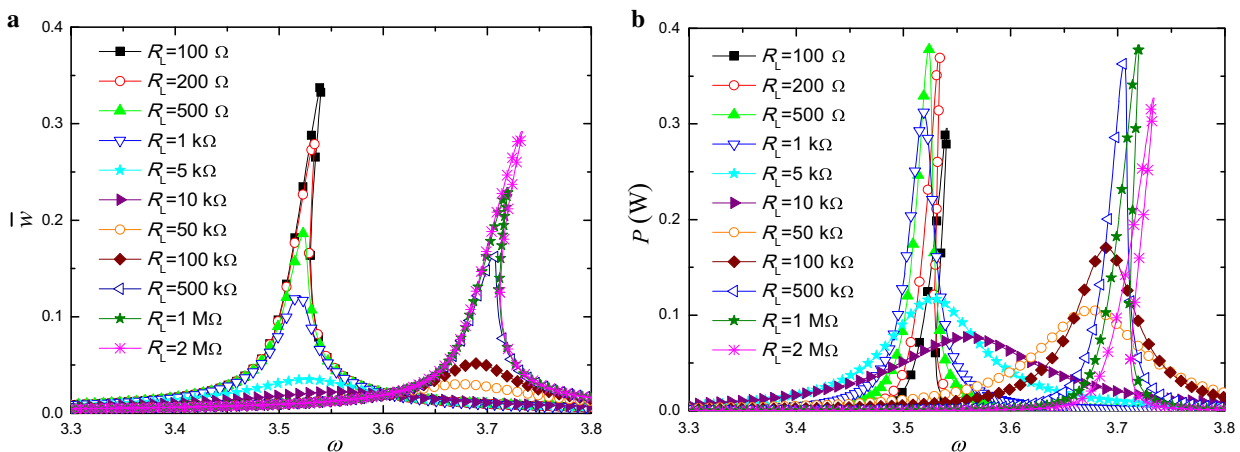 a
0.4
0.3
0.2
0.1
0.0
w
R_L=100 Ω
R_L=200 Ω
R_L=500 Ω
R_L=1 kΩ
R_L=5 kΩ
R_L=10 kΩ
R_L=50 kΩ
R_L=100 kΩ
R_L=500 kΩ
R_L=1 MΩ
R_L=2 MΩ
3.3 3.4 3.5 3.6 3.7 3.8
ω
b
0.4
0.3
0.2
0.1
0.0
P (W)
R_L=100 Ω
R_L=200 Ω
R_L=500 Ω
R_L=1 kΩ
R_L=5 kΩ
R_L=10 kΩ
R_L=50 kΩ
R_L=100 kΩ
R_L=500 kΩ
R_L=1 MΩ
R_L=2 MΩ
3.3 3.4 3.5 3.6 3.7 3.8
ω